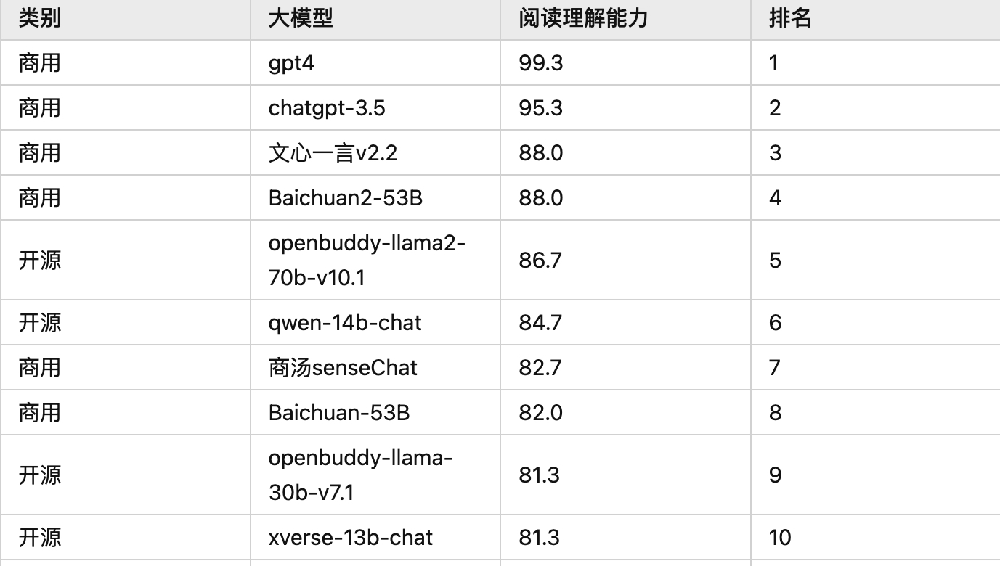 类别 大模型 阅读理解能力 排名
商用 gpt4 99.3 1
商用 chatgpt-3.5 95.3 2
商用 文心一言v2.2 88.0 3
商用 Baichuan2-53B 88.0 4
开源 openbuddy-llama2-
70b-v10.1 86.7 5
开源 qwen-14b-chat 84.7 6
商用 商汤senseChat 82.7 7
商用 Baichuan-53B 82.0 8
开源 openbuddy-llama-
30b-v7.1 81.3 9
开源 xverse-13b-chat 81.3 10